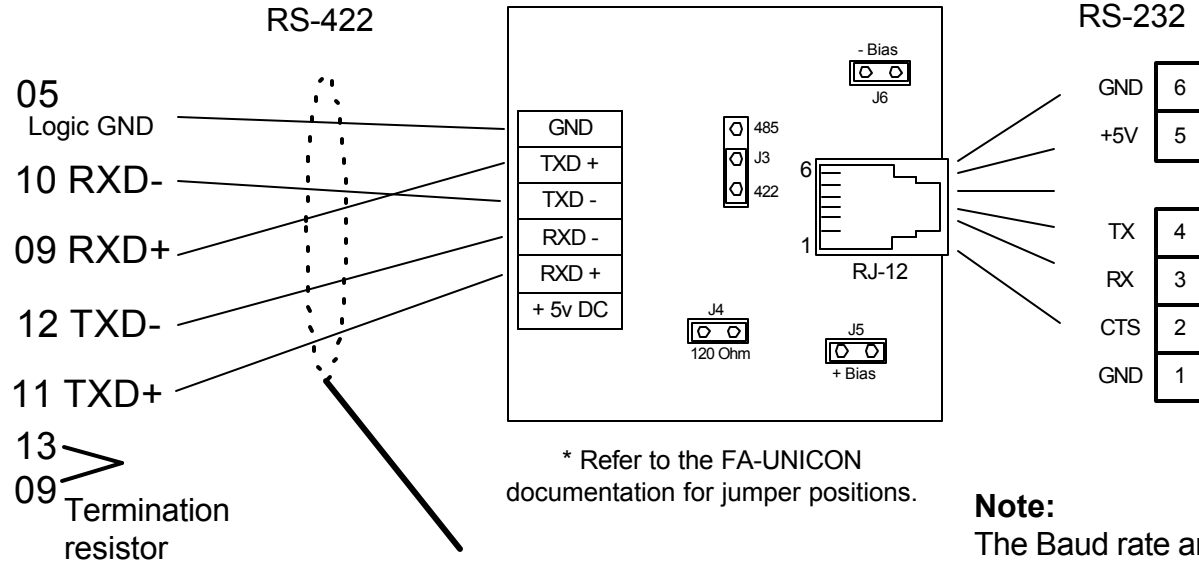 RS-422
RS-232
05
Logic GND
10 RXD-
09 RXD+
12 TXD-
11 TXD+
13
09
Termination
resistor
GND
TXD +
TXD -
RXD -
RXD +
+ 5v DC
- Bias
J6
485
J3
422
6
1
RJ-12
J4
120 Ohm
J5
+ Bias
GND 6
+5V 5
TX 4
RX 3
CTS 2
GND 1
* Refer to the FA-UNICON
documentation for jumper positions.
Note:
The Baud rate